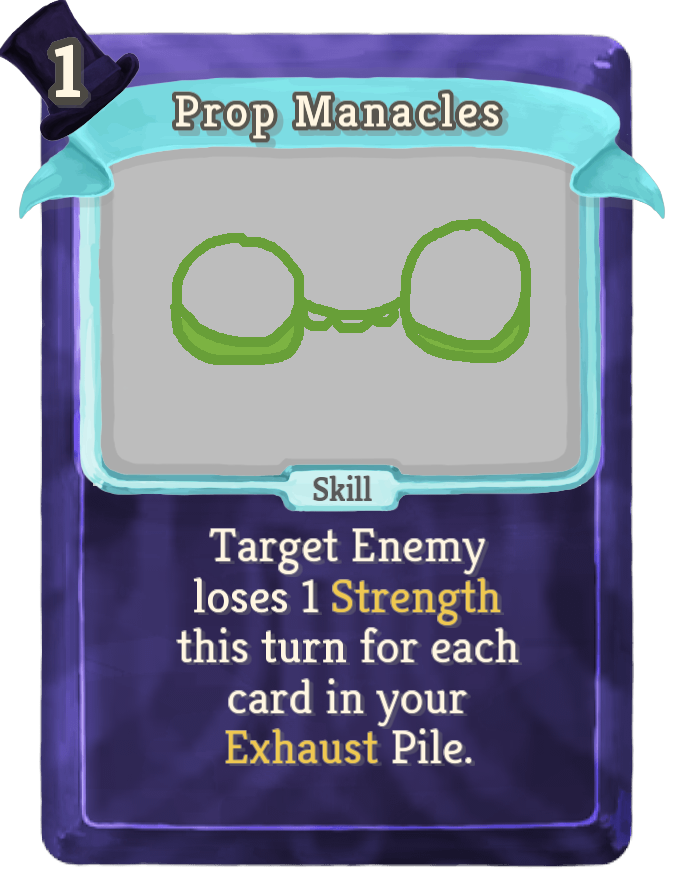 1
Prop Manacles
Skill
Target Enemy
loses 1 Strength
this turn for each
card in your
Exhaust Pile.